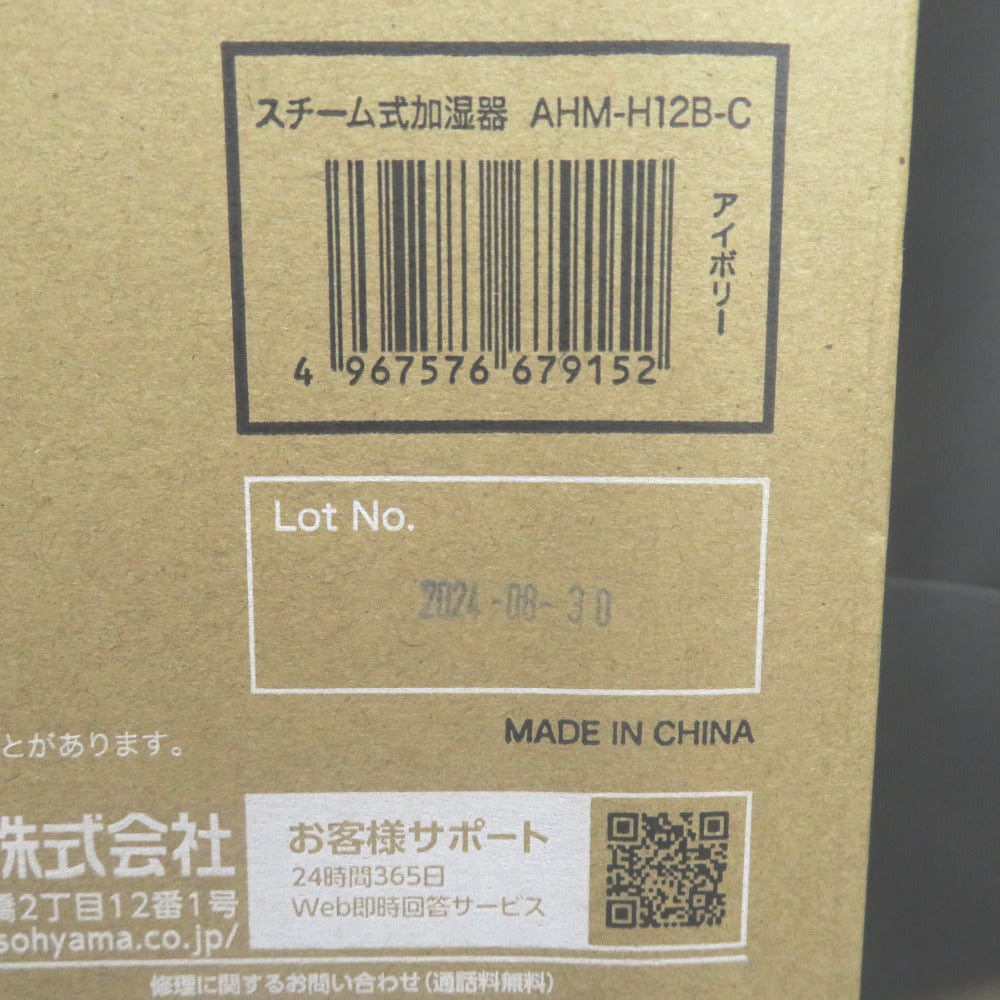 スチーム式加湿器 AHM-H12B-C
アイボリー
4 967576 679152
Lot No.
2024-08-30
MADE IN CHINA
とがあります。
株式会社
橋2丁目12番1号
sohyama.co.jp/
お客様サポート
24時間365日
Web即時回答サービス
修理に関するお問い合わせ(通話料無料)